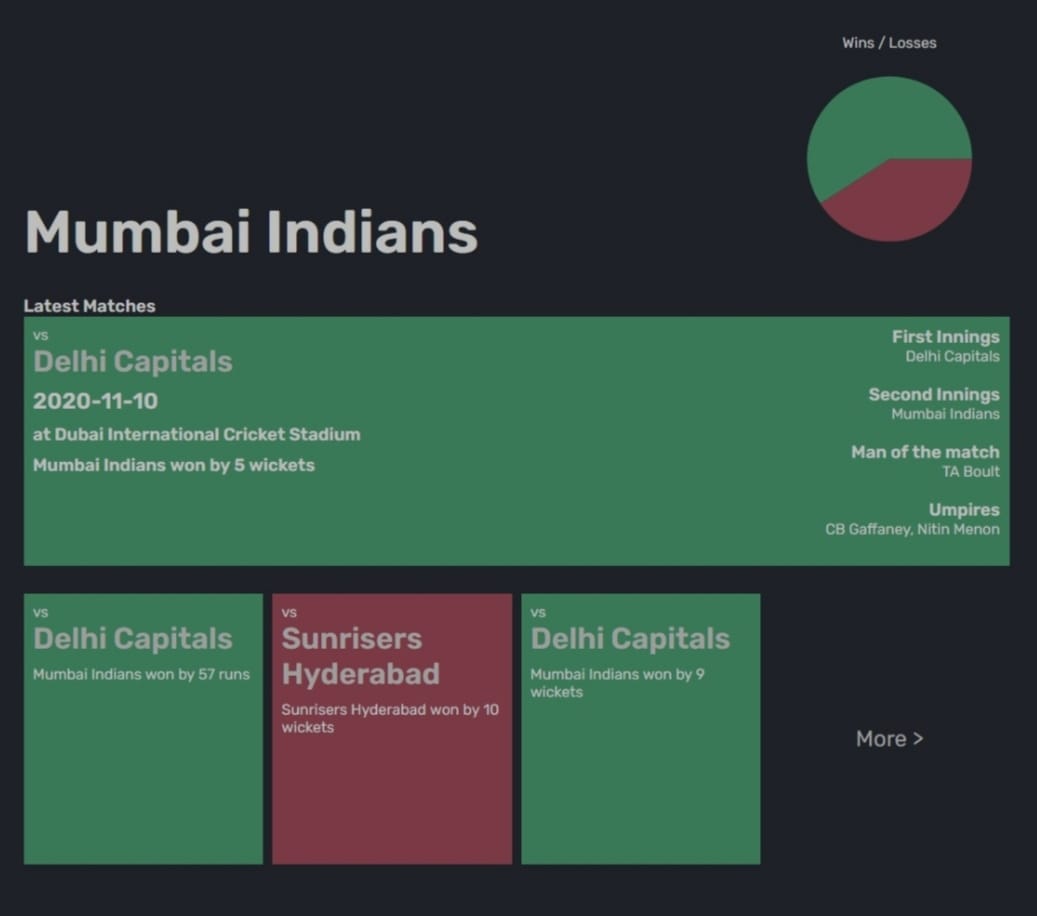 Wins / Losses
Mumbai Indians
Latest Matches
vs
Delhi Capitals
2020-11-10
at Dubai International Cricket Stadium
Mumbai Indians won by 5 wickets
First Innings
Delhi Capitals
Second Innings
Mumbai Indians
Man of the match
TA Boult
Umpires
CB Gaffaney, Nitin Menon
vs
Delhi Capitals
Mumbai Indians won by 57 runs
vs
Sunrisers
Hyderabad
Sunrisers Hyderabad won by 10
wickets
vs
Delhi Capitals
Mumbai Indians won by 9
wickets
More >